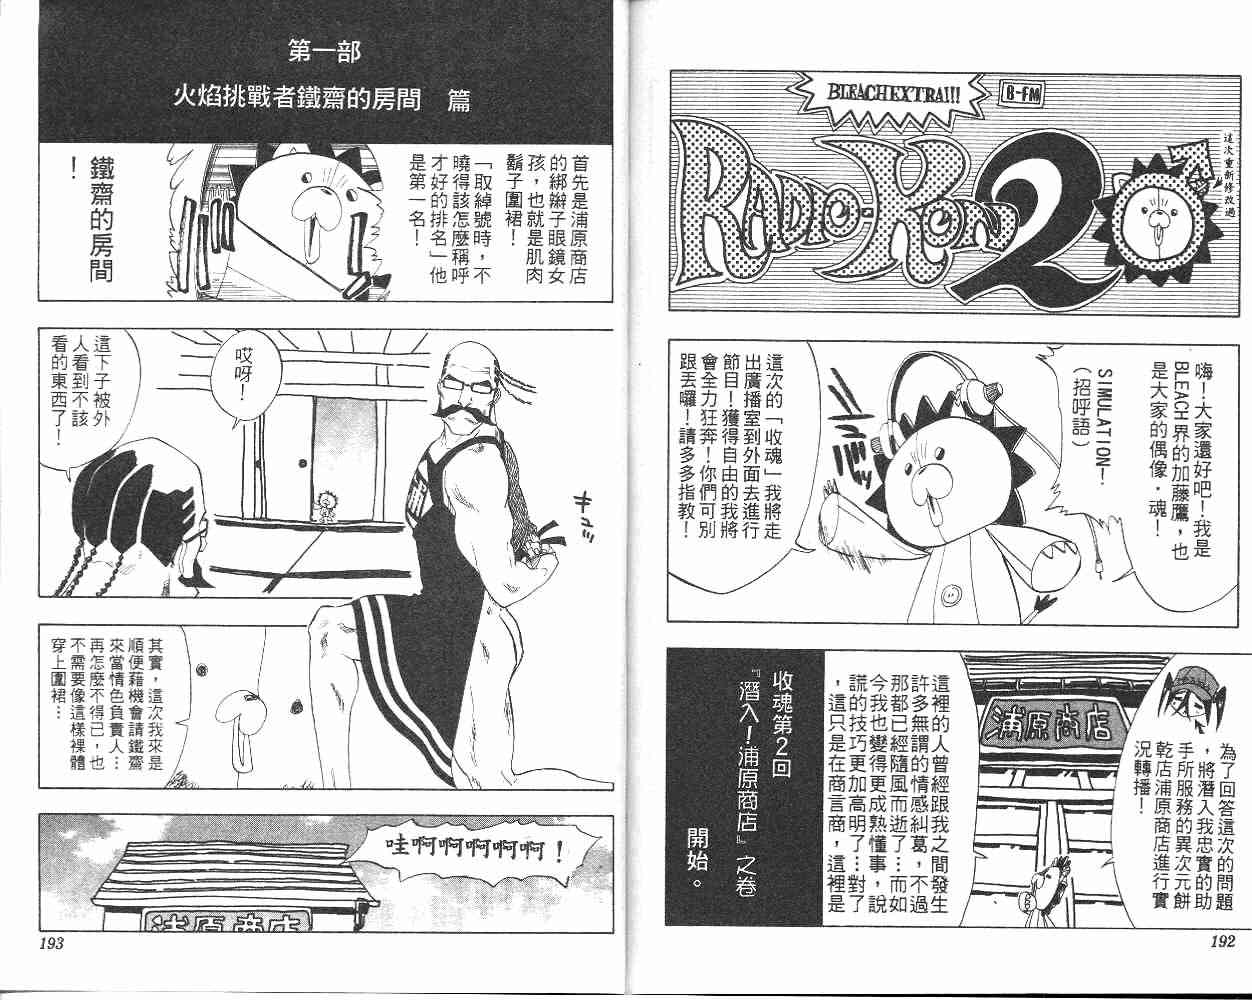 BLEACH EXTRA!!!
B-FM
RADIO-KON 2
這次重新修改過
嗨！大家還好吧！我是
BLEACH界的加藤鷹，也
是大家的偶像．魂！
SIMULATION~!
（招呼語）
這次的「收魂」我將走
出廣播室到外面去進行
節目！獲得自由的我將
會全力狂奔！你們可別
跟丟囉！請多多指教！
為了回答這次的問題
，將潛入我忠實的助
手所服務的異次元餅
乾店浦原商店進行實
況轉播！
浦原商店
這裡的人曾經跟我之間發生
許多無謂的情感糾葛，不過
那都已經隨風而逝了…而如
今我也變得更成熟懂事，說
謊的技巧更加高明了…對了
，這只是在商言商，這裡是
收魂第2回
『潛入！浦原商店』之卷
開始。
192
第一部
火焰挑戰者鐵齋的房間　篇
首先是浦原商店
的綁辮子眼鏡女
孩，也就是肌肉
鬍子圍裙！
「取綽號時，不
曉得該怎麼稱呼
才好的排名」他
是第一名！
鐵齋的房間
！
哎呀！
キュッ
這下子被外
人看到不該
看的東西了！
其實，這次我來是
順便藉機會請鐵齋
來當情色負責人…
再怎麼不得已，也
不需要像這樣裸體
穿上圍裙…
哇啊啊啊啊啊！
浦原商店
193